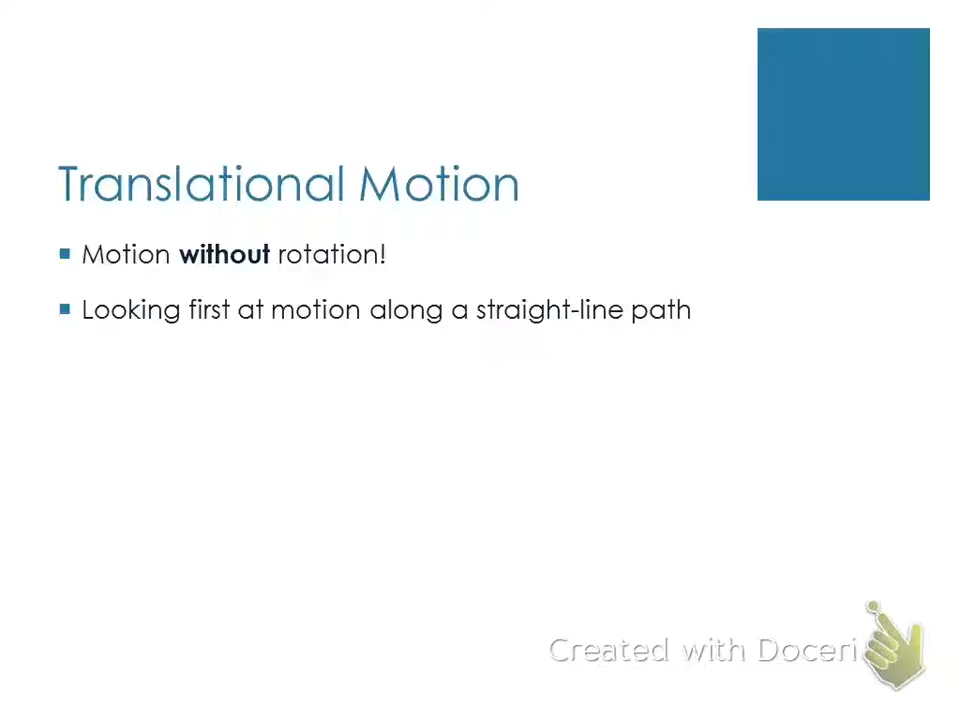 Translational Motion
Motion without rotation!
Looking first at motion along a straight-line path
Created with Doceri